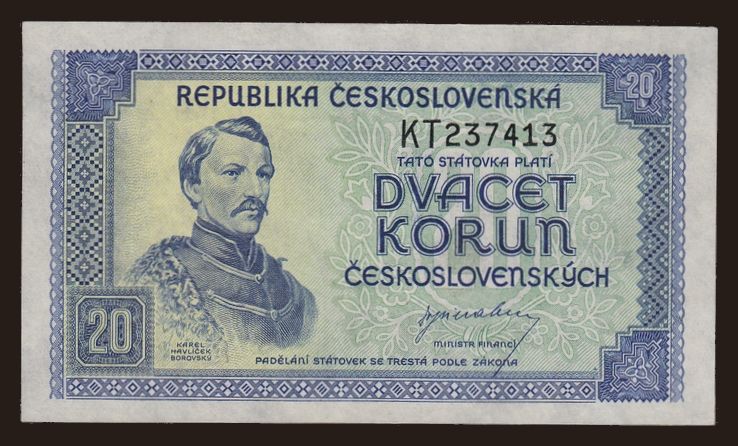 20
REPUBLIKA ČESKOSLOVENSKÁ
KT237413
TATO STÁTOVKA PLATÍ
DVACET
KORUN
ČESKOSLOVENSKÝCH
MINISTR FINANCÍ
20
KAREL
HAVLÍČEK
BOROVSKÝ
PADĚLÁNÍ STÁTOVEK SE TRESTÁ PODLE ZÁKONA